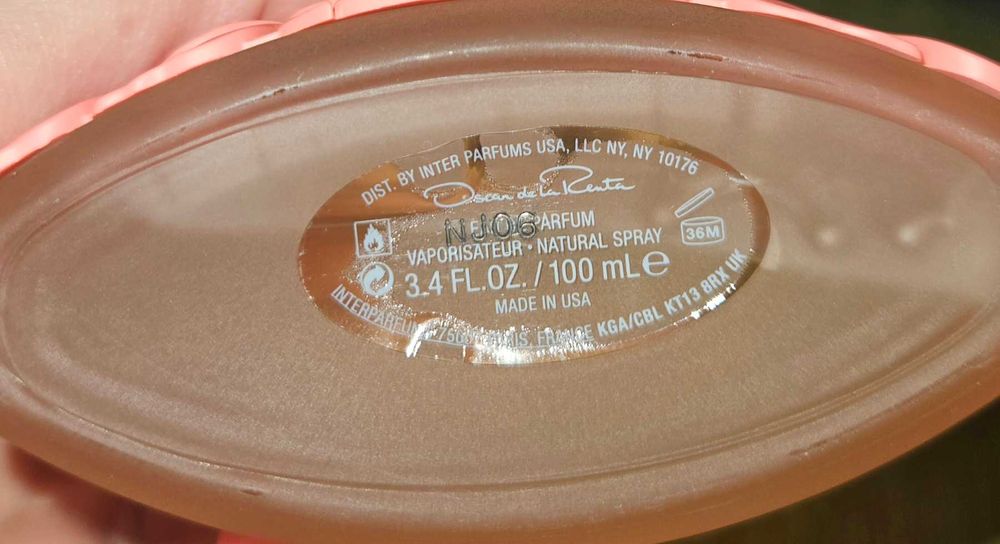 DIST. BY INTER PARFUMS USA, LLC NY, NY 10176
Oscar de la Renta
NJ06
PARFUM
VAPORISATEUR • NATURAL SPRAY
36M
3.4 FL.OZ. / 100 mL e
MADE IN USA
FRANCE KGA/CBL KT13 8RX UK